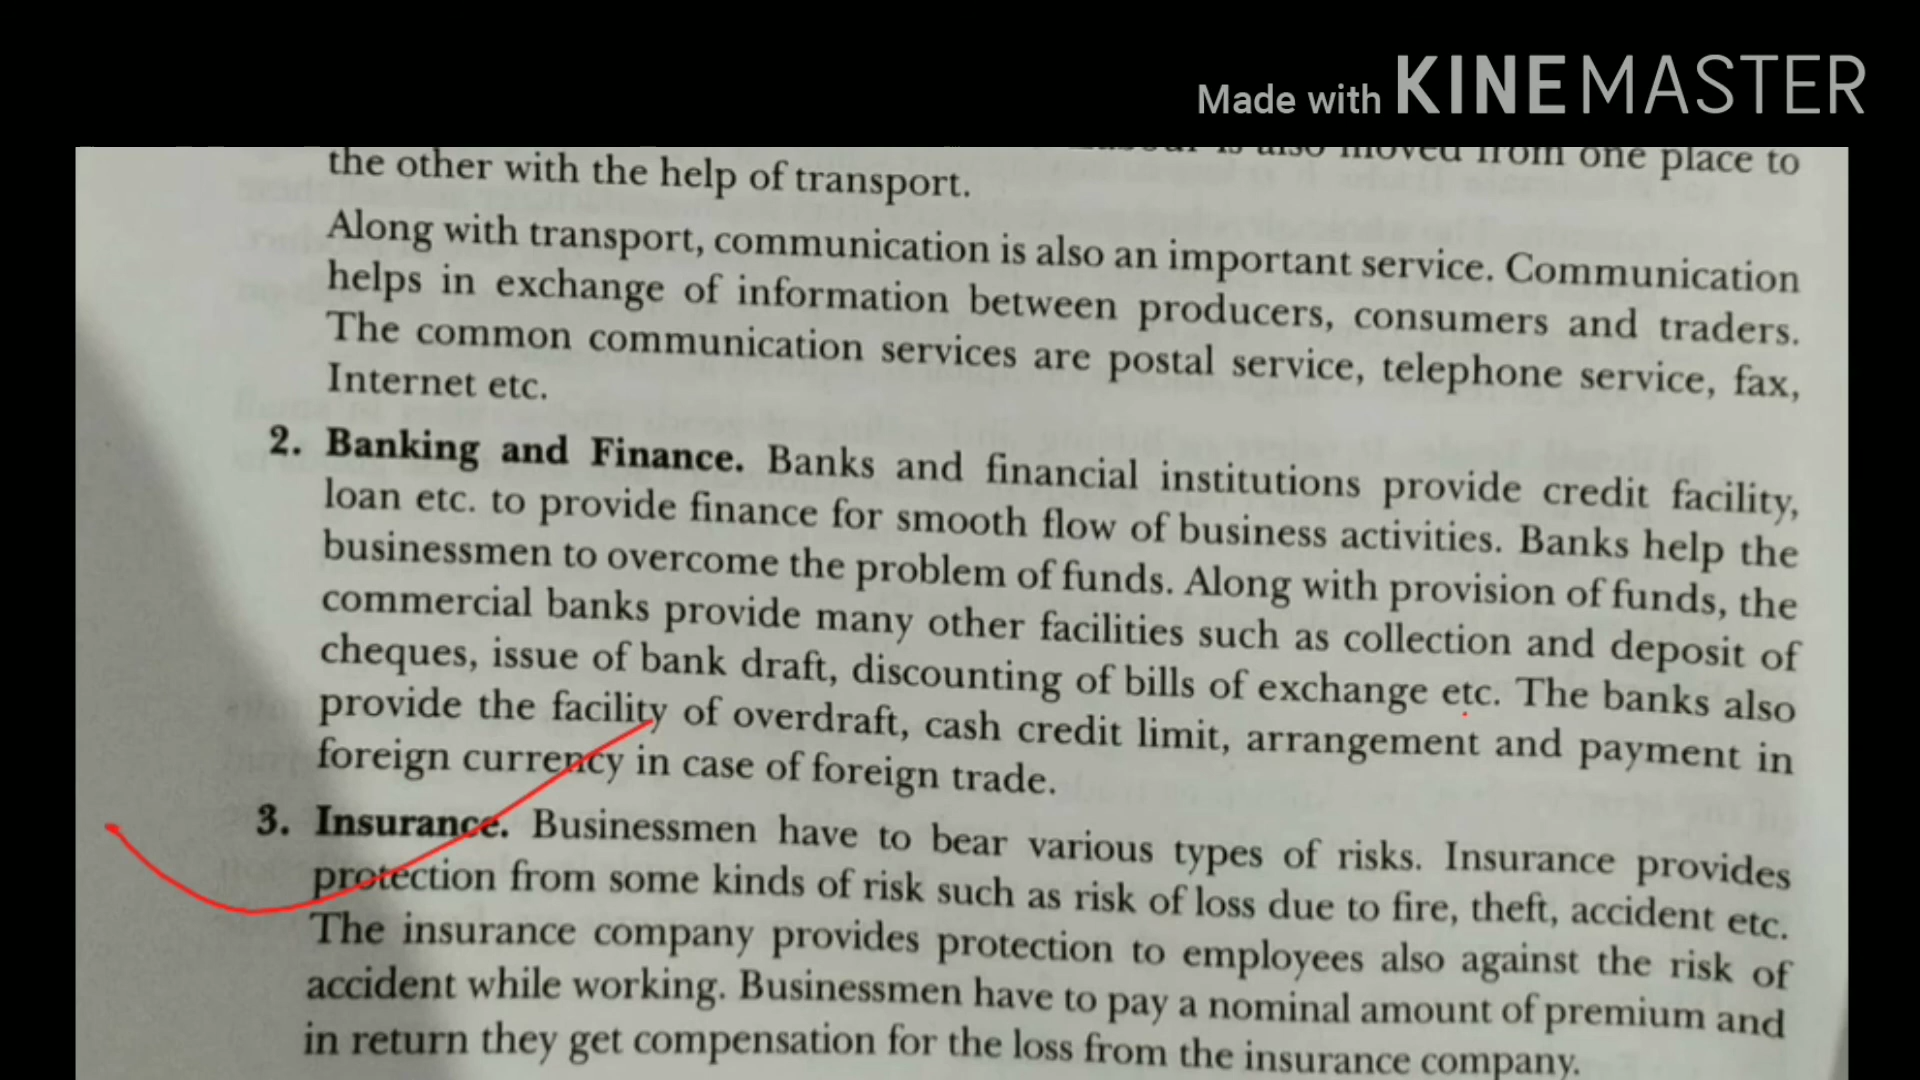 Made with KINEMASTER
Labour is also moved from one place to
the other with the help of transport.
Along with transport, communication is also an important service. Communication
helps in exchange of information between producers, consumers and traders.
The common communication services are postal service, telephone service, fax,
Internet etc.
2. Banking and Finance. Banks and financial institutions provide credit facility,
loan etc. to provide finance for smooth flow of business activities. Banks help the
businessmen to overcome the problem of funds. Along with provision of funds, the
commercial banks provide many other facilities such as collection and deposit of
cheques, issue of bank draft, discounting of bills of exchange etc. The banks also
provide the facility of overdraft, cash credit limit, arrangement and payment in
foreign currency in case of foreign trade.
3. Insurance. Businessmen have to bear various types of risks. Insurance provides
protection from some kinds of risk such as risk of loss due to fire, theft, accident etc.
The insurance company provides protection to employees also against the risk of
accident while working. Businessmen have to pay a nominal amount of premium and
in return they get compensation for the loss from the insurance company.